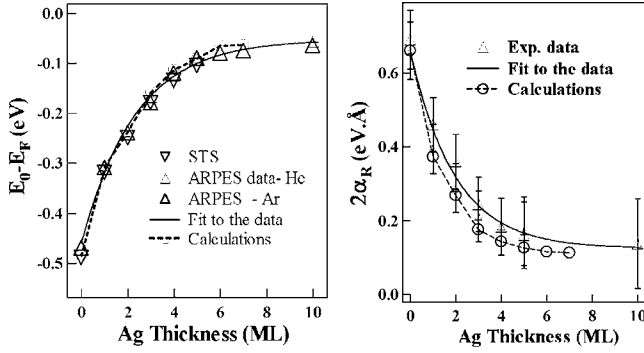 0.0
-0.1
-0.2
-0.3
-0.4
-0.5
E0-EF (eV)
STS
ARPES data- He
ARPES - Ar
Fit to the data
Calculations
0 2 4 6 8 10
Ag Thickness (ML)
0.6
0.4
0.2
0.0
2αR (eV.Å)
Exp. data
Fit to the data
Calculations
0 2 4 6 8 10
Ag Thickness (ML)